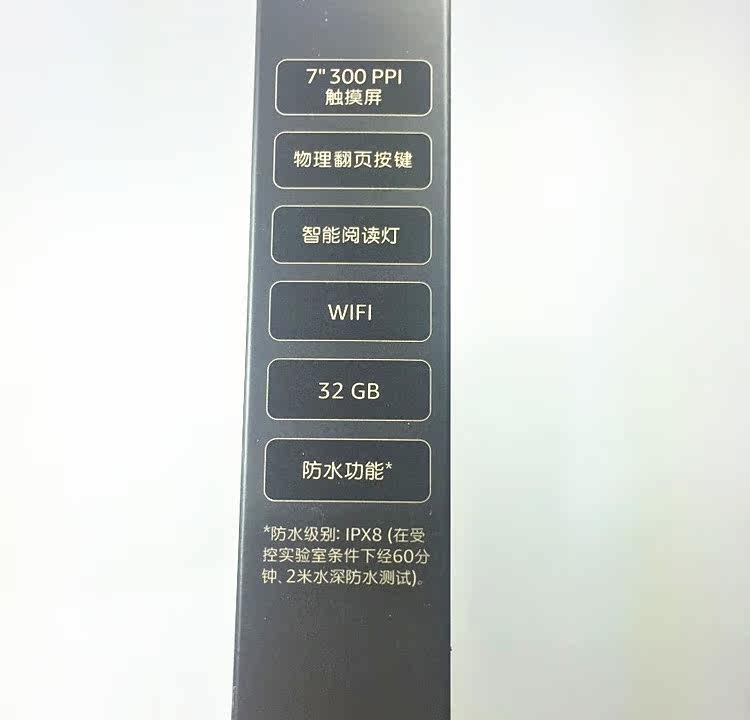 7" 300 PPI
触摸屏
物理翻页按键
智能阅读灯
WIFI
32 GB
防水功能*
*防水级别: IPX8 (在受
控实验室条件下经60分
钟、2米水深防水测试)。